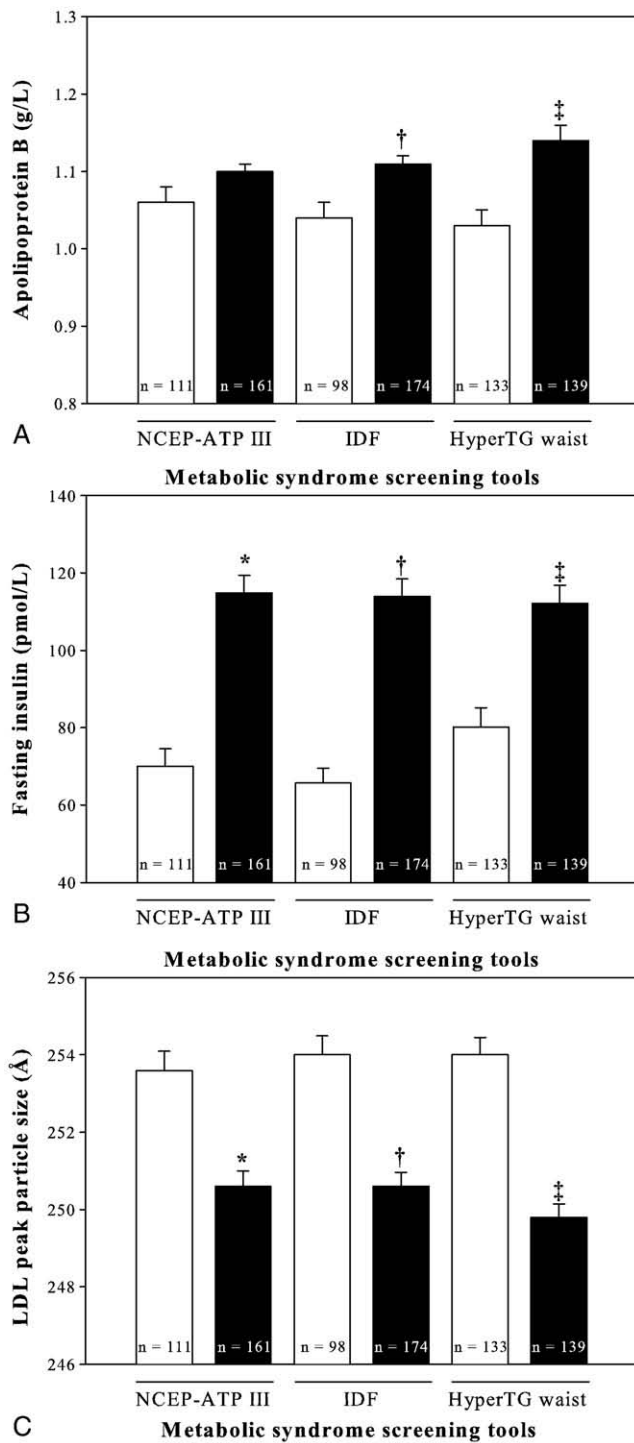 1.3
1.2
1.1
1.0
0.9
0.8
Apolipoprotein B (g/L)
†
‡
n = 111 n = 161 n = 98 n = 174 n = 133 n = 139
A
NCEP-ATP III IDF HyperTG waist
Metabolic syndrome screening tools
140
120
100
80
60
40
Fasting insulin (pmol/L)
* † ‡
n = 111 n = 161 n = 98 n = 174 n = 133 n = 139
B
NCEP-ATP III IDF HyperTG waist
Metabolic syndrome screening tools
256
254
252
250
248
246
LDL peak particle size (Å)
* † ‡
n = 111 n = 161 n = 98 n = 174 n = 133 n = 139
NCEP-ATP III IDF HyperTG waist
C Metabolic syndrome screening tools